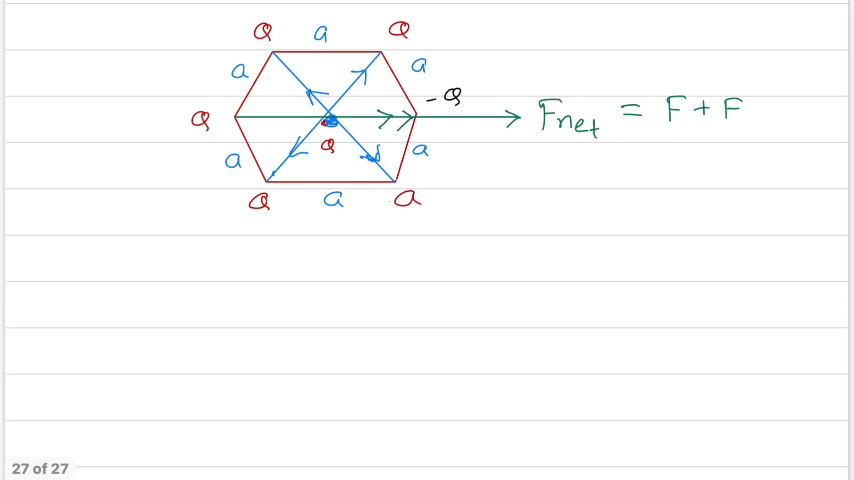 Q a Q
a a
- Q
Q Fnet = F + F
Q
a a
Q a Q
27 of 27